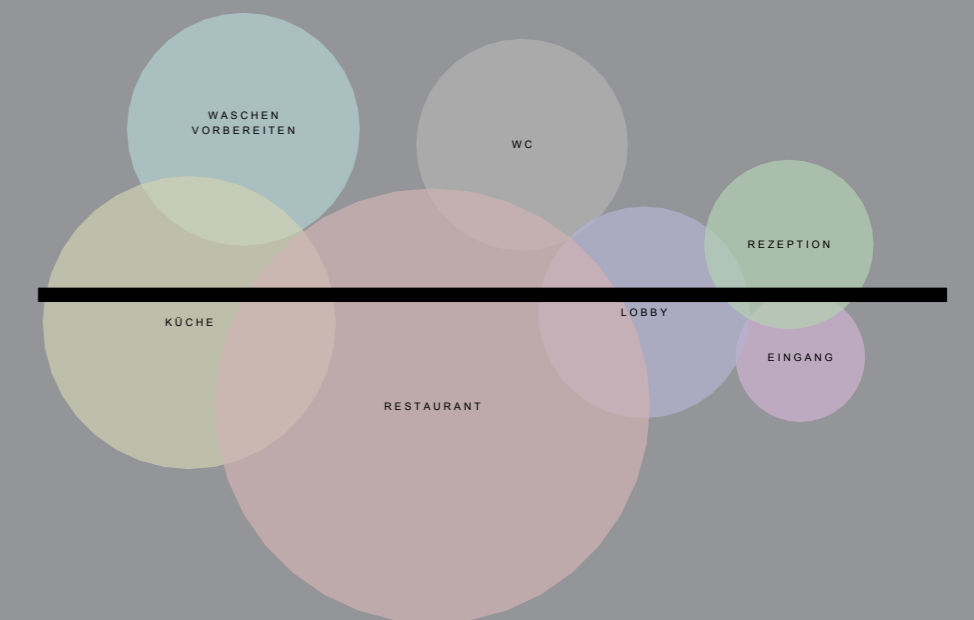 WASCHEN
VORBEREITEN
WC
REZEPTION
LOBBY
KÜCHE
EINGANG
RESTAURANT